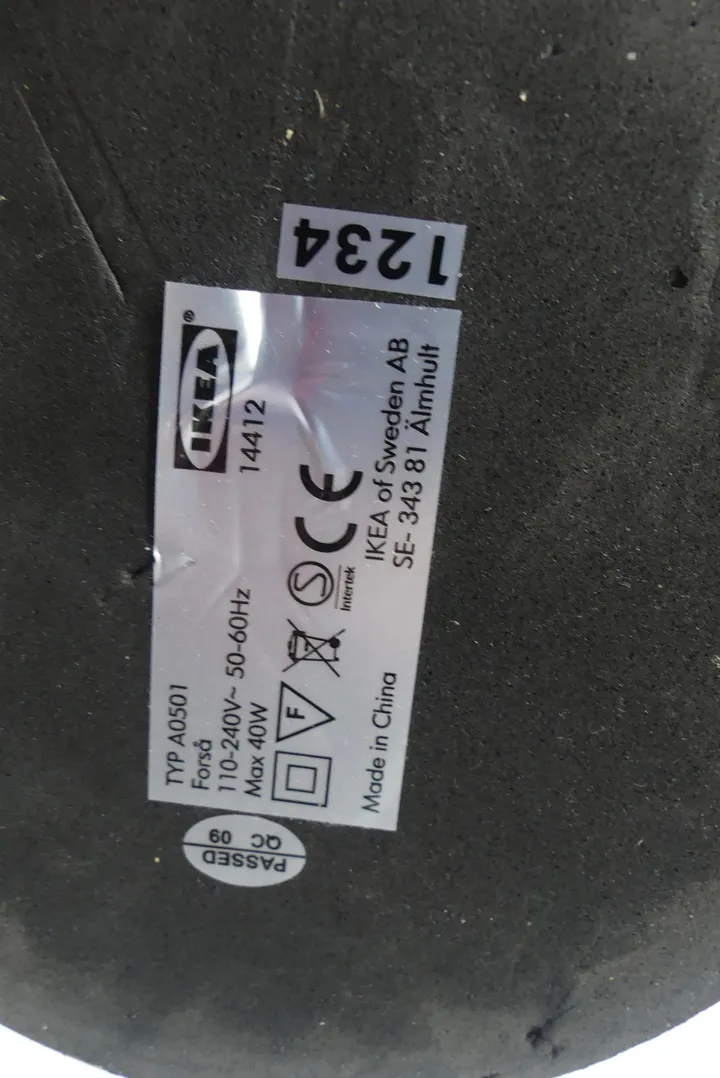 1234
IKEA®
14412
TYP A0501
Forså
110-240V~ 50-60Hz
Max 40W
F
S
Intertek
CE
Made in China
IKEA of Sweden AB
SE- 343 81 Älmhult
PASSED
QC 09